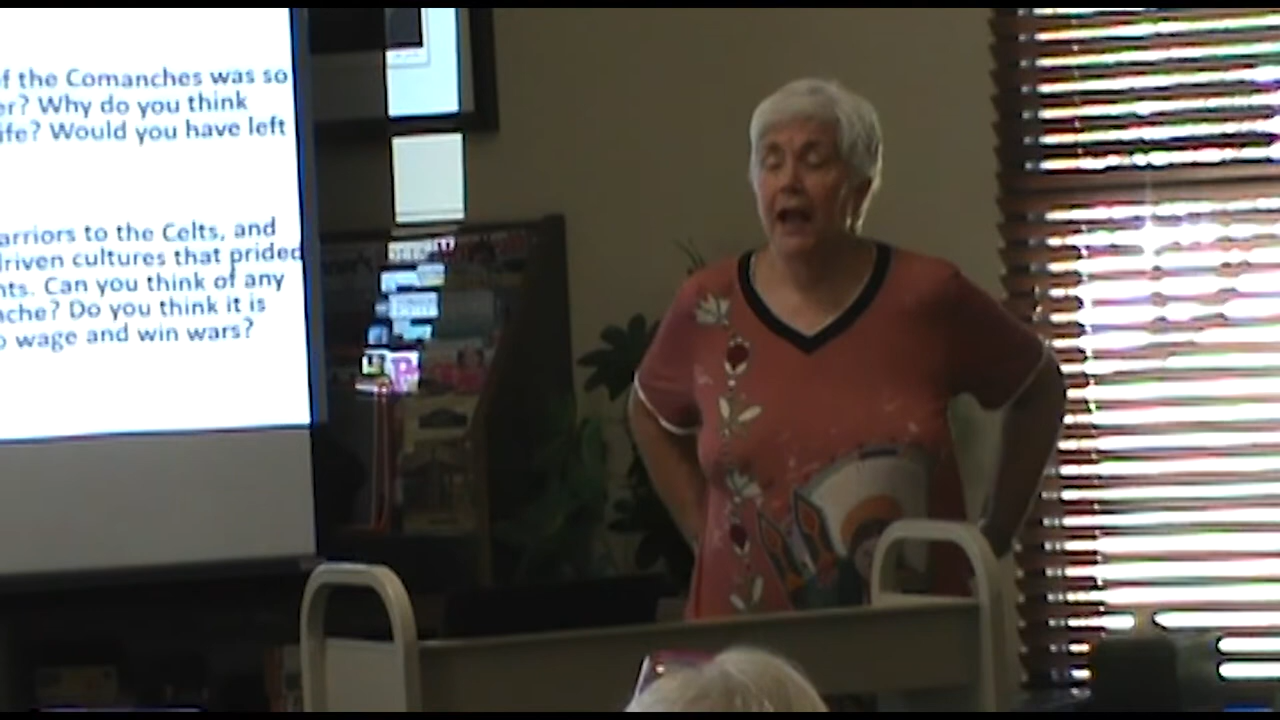 f the Comanches was so
er? Why do you think
ife? Would you have left
arriors to the Celts, and
driven cultures that prided
nts. Can you think of any
nche? Do you think it is
o wage and win wars?